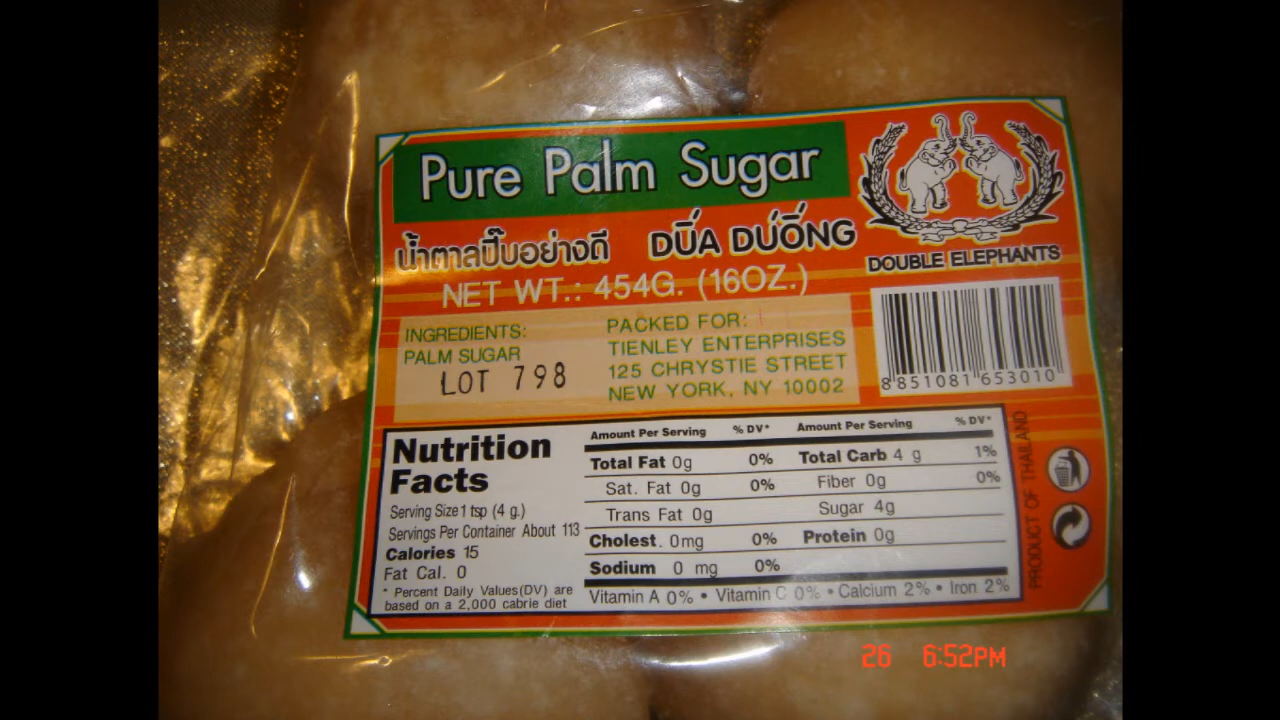 Pure Palm Sugar
น้ำตาลปี๊บอย่างดี DỪA DƯỜNG
NET WT.: 454G. (16OZ.)
DOUBLE ELEPHANTS
INGREDIENTS:
PALM SUGAR
LOT 798
PACKED FOR:
TIENLEY ENTERPRISES
125 CHRYSTIE STREET
NEW YORK, NY 10002
8 851081 653010
Nutrition
Facts
Serving Size 1 tsp (4 g.)
Servings Per Container About 113
Calories 15
Fat Cal. 0
* Percent Daily Values(DV) are
based on a 2,000 cabrie diet
Amount Per Serving % DV* Amount Per Serving % DV*
Total Fat 0g 0% Total Carb 4 g 1%
Sat. Fat 0g 0% Fiber 0g 0%
Trans Fat 0g Sugar 4g
Cholest. 0mg 0% Protein 0g
Sodium 0 mg 0%
Vitamin A 0% • Vitamin C 0% • Calcium 2% • Iron 2%
PRODUCT OF THAILAND
26 6:52PM